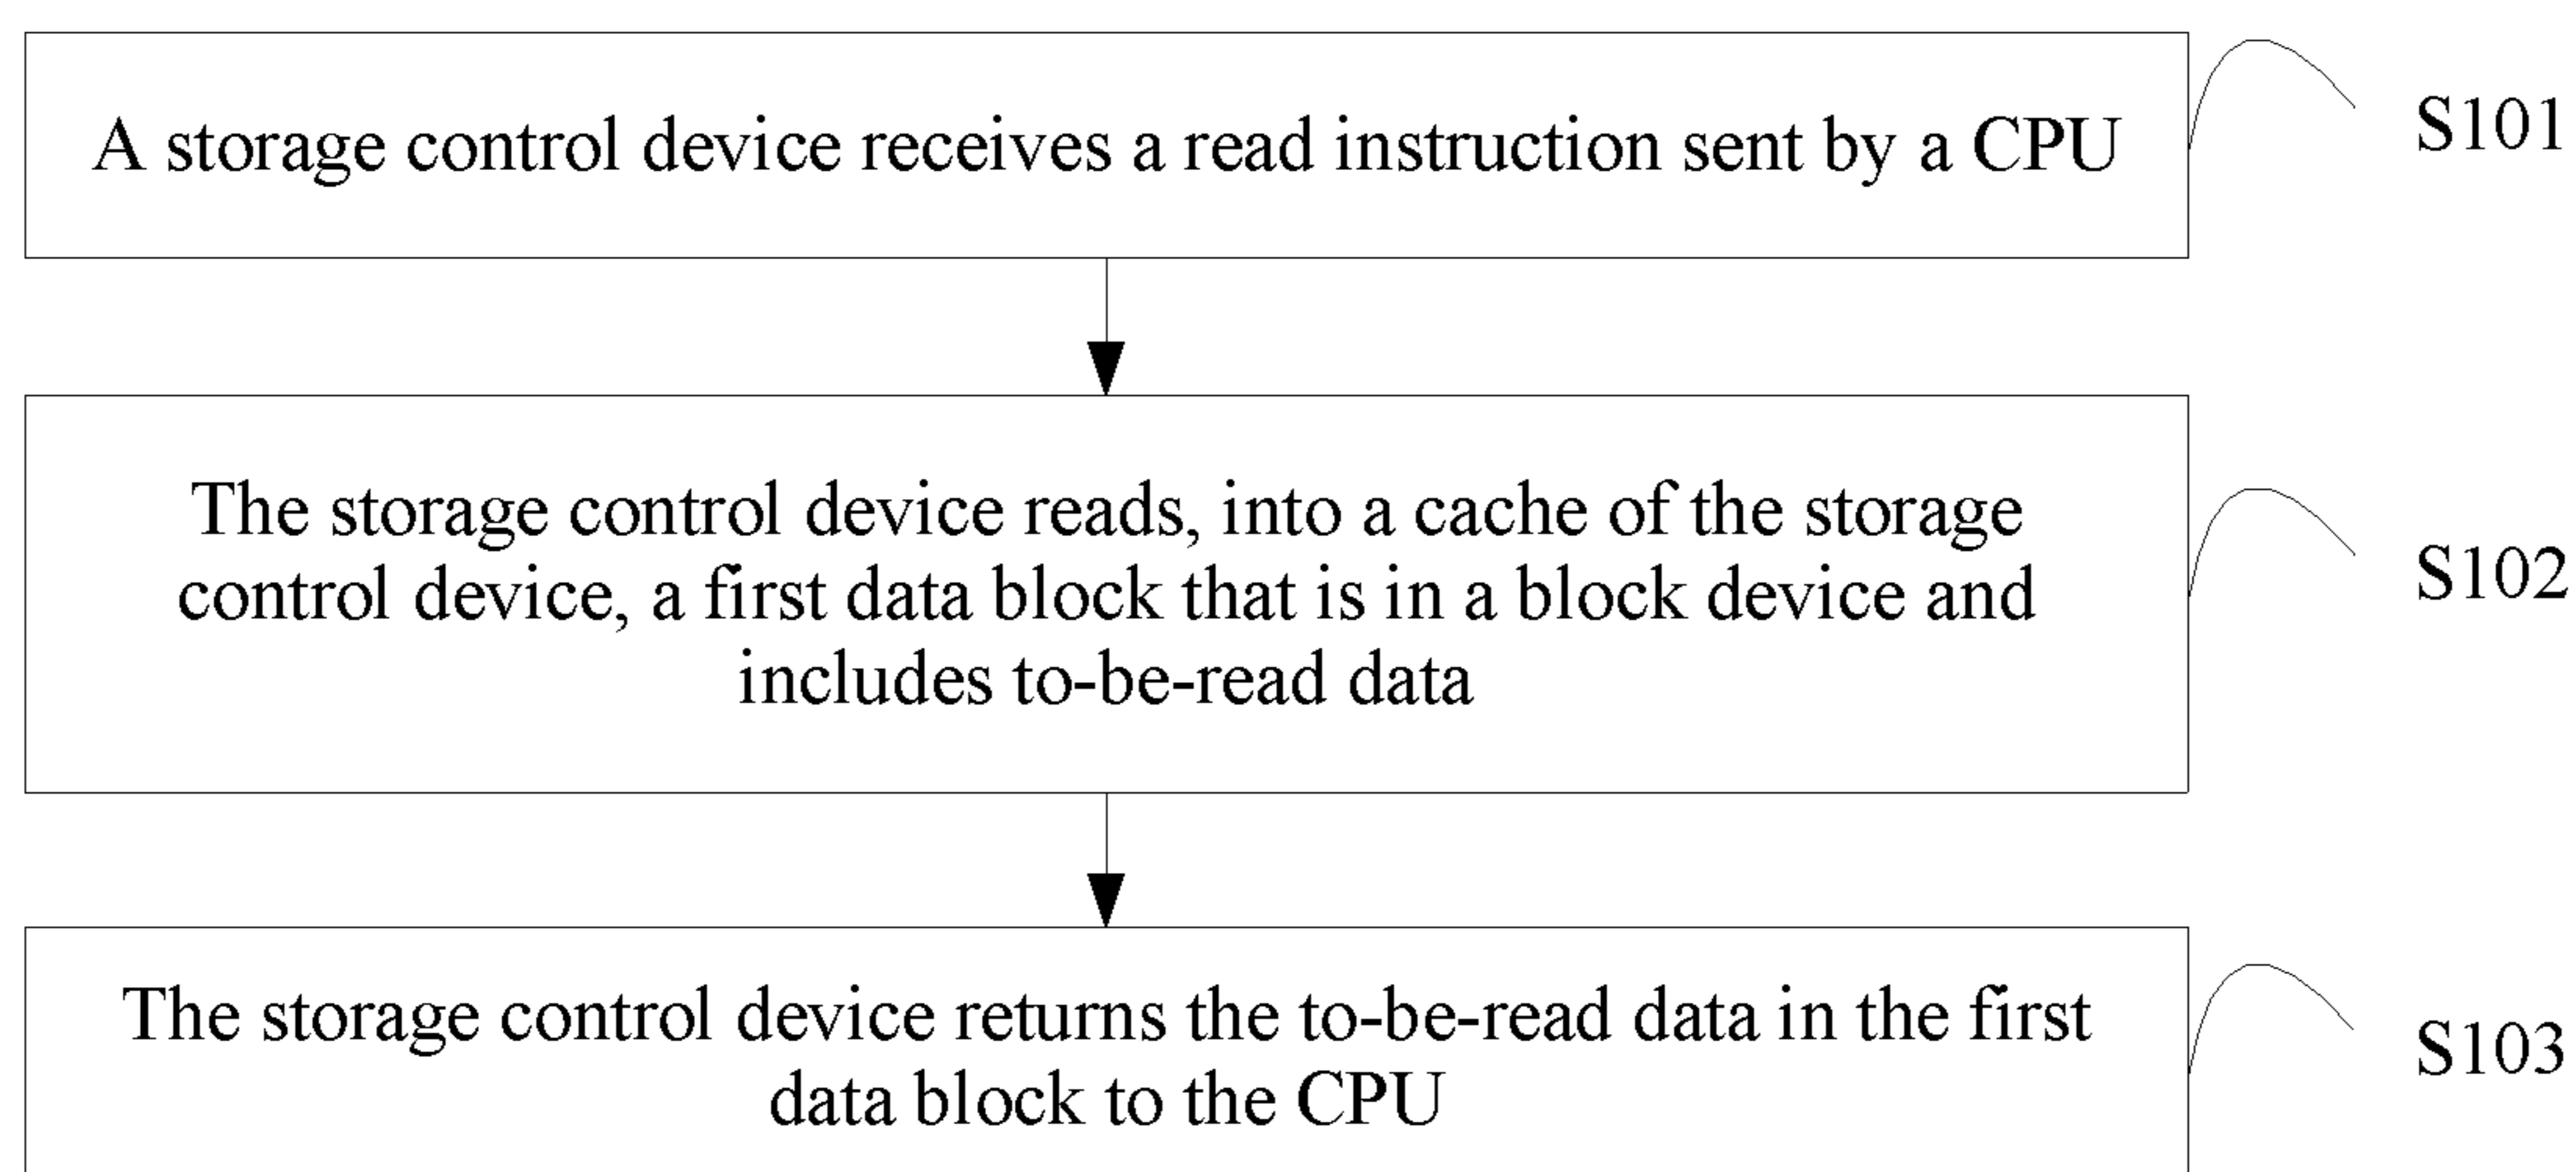 A storage control device receives a read instruction sent by a CPU
S101
The storage control device reads, into a cache of the storage
control device, a first data block that is in a block device and
includes to-be-read data
S102
The storage control device returns the to-be-read data in the first
data block to the CPU
S103